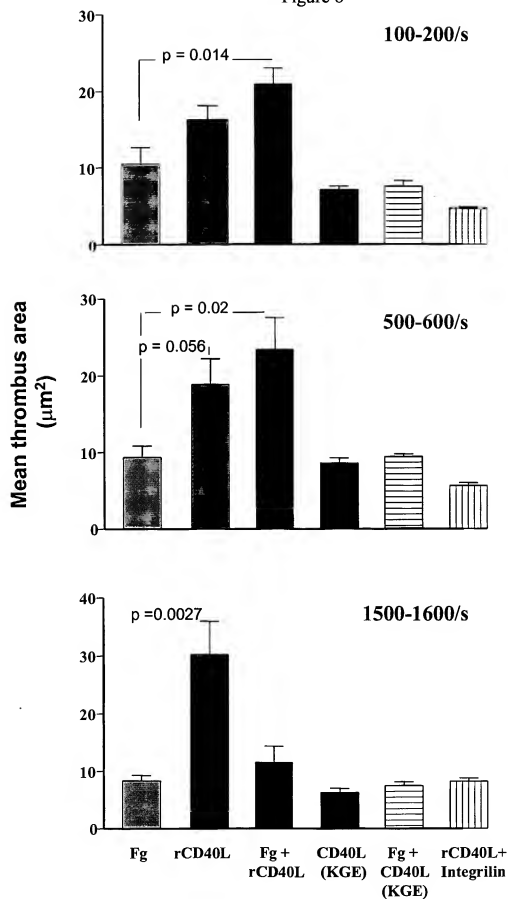 Figure 8
30
100-200/s
p = 0.014
20
10
0
30
p = 0.02
500-600/s
p = 0.056
20
10
0
Mean thrombus area
(μm²)
40
p =0.0027
1500-1600/s
30
20
10
0
Fg rCD40L Fg + CD40L Fg + rCD40L+
rCD40L (KGE) CD40L Integrilin
(KGE)